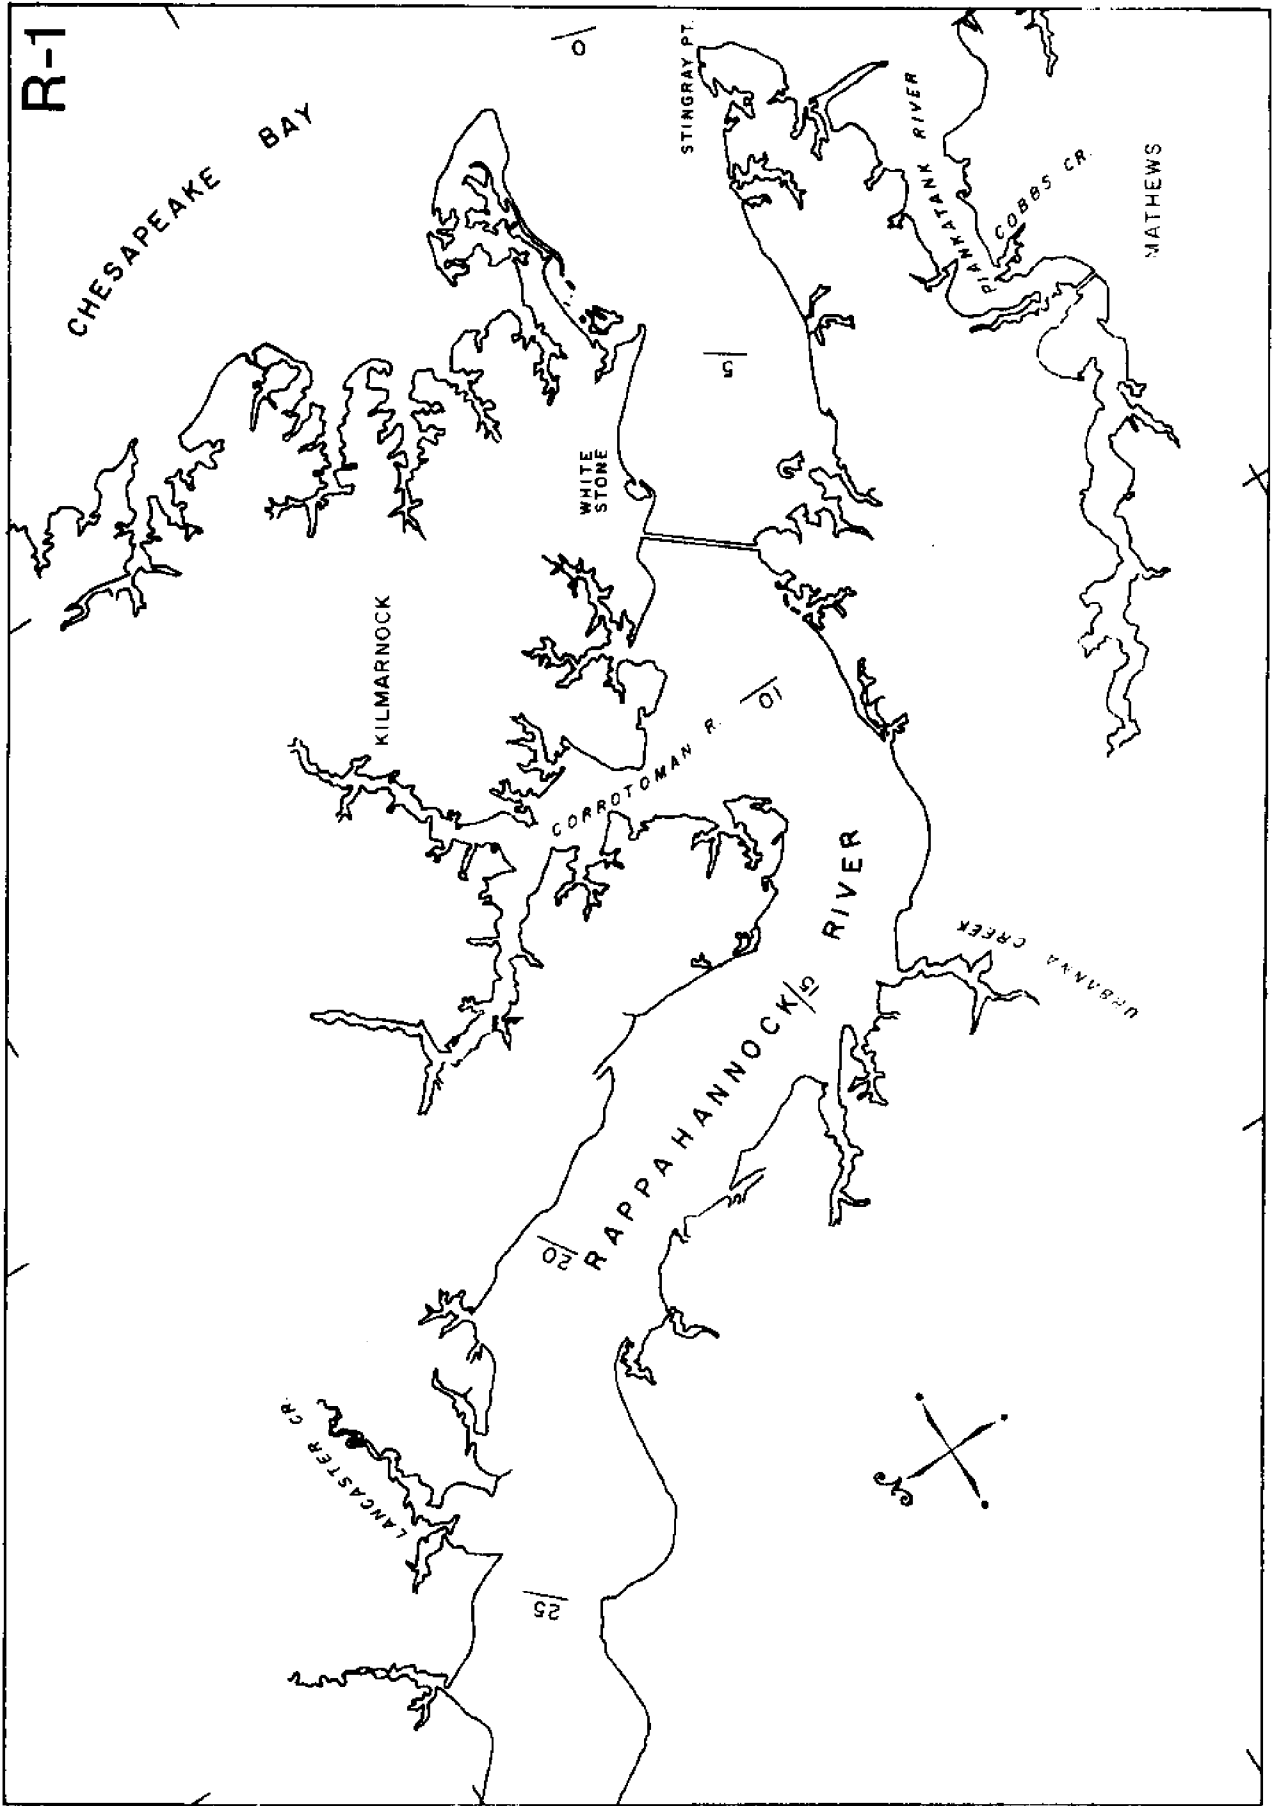 R-1
CHESAPEAKE BAY
0
STINGRAY PT.
PIANKATANK RIVER
COBBS CR.
MATHEWS
5
WHITE
STONE
KILMARNOCK
10
CORROTOMAN R.
RAPPAHANNOCK RIVER
15
URBANNA CREEK
20
LANCASTER CR.
25